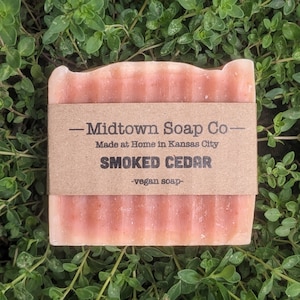 —Midtown Soap Co—
Made at Home in Kansas City
SMOKED CEDAR
-vegan soap-